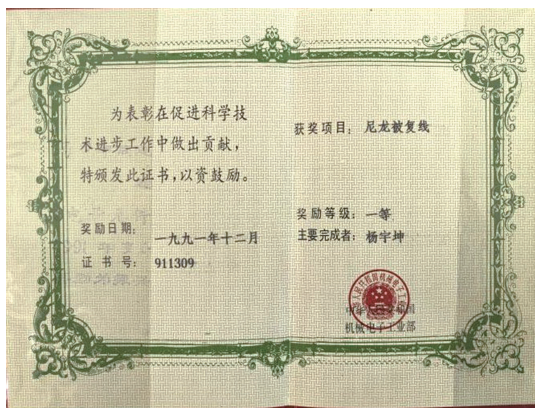 为表彰在促进科学技
术进步工作中做出贡献，
特颁发此证书，以资鼓励。
奖励日期：一九九一年十二月
证书号：911309
获奖项目：尼龙被复线
奖励等级：一等
主要完成者：杨宇坤
机械电子工业部